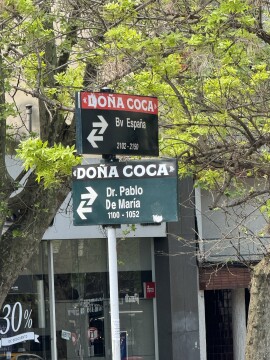 DOÑA COCA
Bv España
2102 - 2150
DOÑA COCA
Dr. Pablo
De María
1100 - 1052
30%